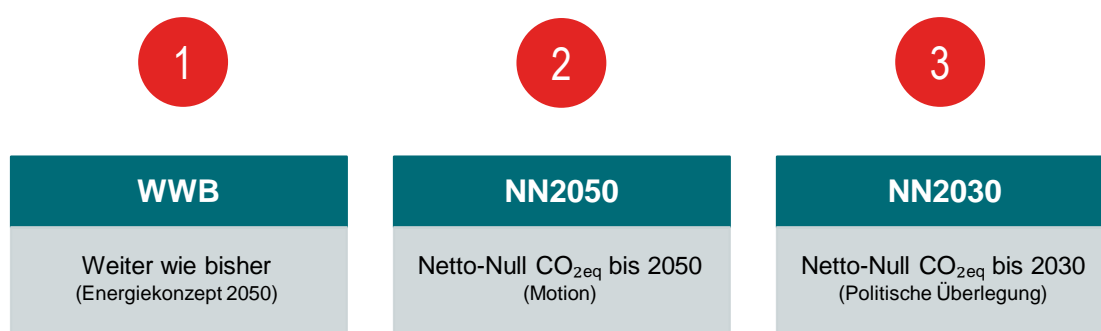 1
WWB
Weiter wie bisher
(Energiekonzept 2050)
2
NN2050
Netto-Null CO₂eq bis 2050
(Motion)
3
NN2030
Netto-Null CO₂eq bis 2030
(Politische Überlegung)